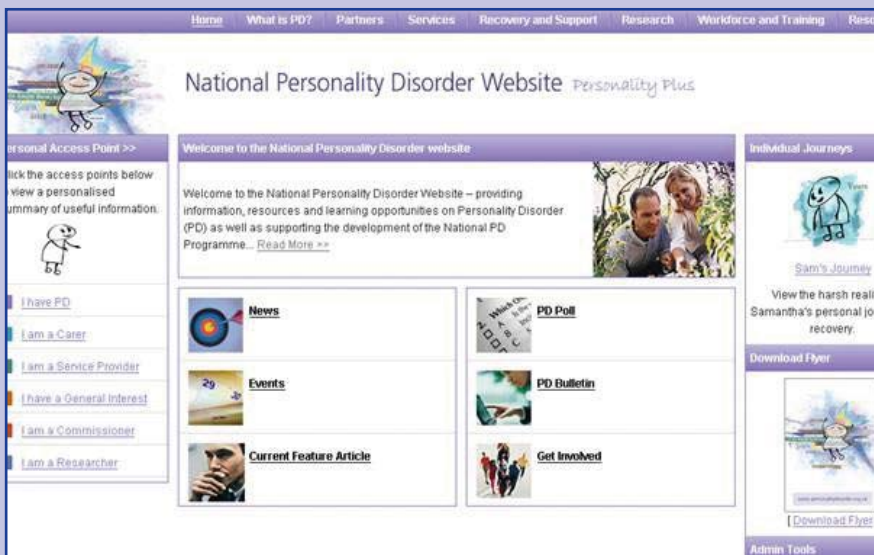 Home What is PD? Partners Services Recovery and Support Research Workforce and Training Reso
National Personality Disorder Website Personality Plus
ersonal Access Point >>
lick the access points below
view a personalised
ummary of useful information.
I have PD
I am a Carer
I am a Service Provider
I have a General Interest
I am a Commissioner
I am a Researcher
Welcome to the National Personality Disorder website
Welcome to the National Personality Disorder Website – providing
information, resources and learning opportunities on Personality Disorder
(PD) as well as supporting the development of the National PD
Programme... Read More >>
News
Events
29
Current Feature Article
PD Poll
2. Which
A
B
C
PD Bulletin
Get Involved
Individual Journeys
Sam's Journey
View the harsh reali
Samantha's personal jo
recovery.
Download Flyer
[ Download Flyer
Admin Tools